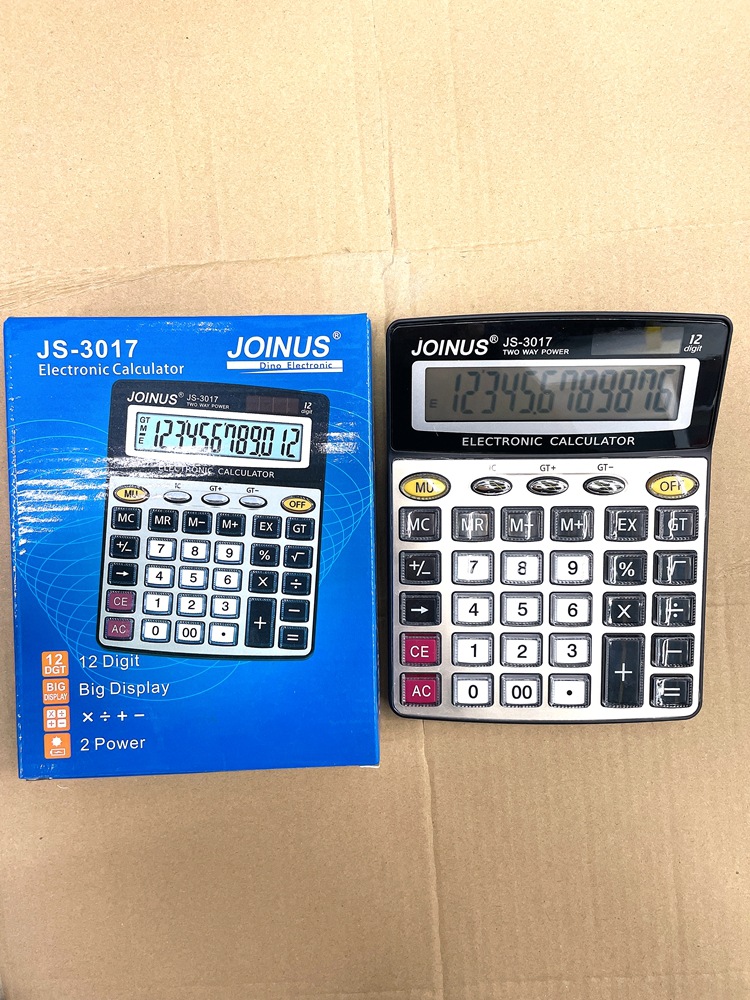 JS-3017
Electronic Calculator
JOINUS®
Dino Electronic
JOINUS® JS-3017
TWO WAY POWER
12
digit
GT
M
E
123456789012
ELECTRONIC CALCULATOR
MU GT+ GT− OFF
MC MR M− M+ EX GT
+/− 7 8 9 % √
→ 4 5 6 × ÷
CE 1 2 3 + −
AC 0 00 • =
12
DGT
12 Digit
BIG
DISPLAY
Big Display
×+
+−
× ÷ + −
2 Power
JOINUS® JS-3017
TWO WAY POWER
12
digit
E
ELECTRONIC CALCULATOR
GT+ GT−
MU OFF
MC MR M− M+ EX GT
+/− 7 8 9 % √
→ 4 5 6 × ÷
CE 1 2 3 + −
AC 0 00 • =